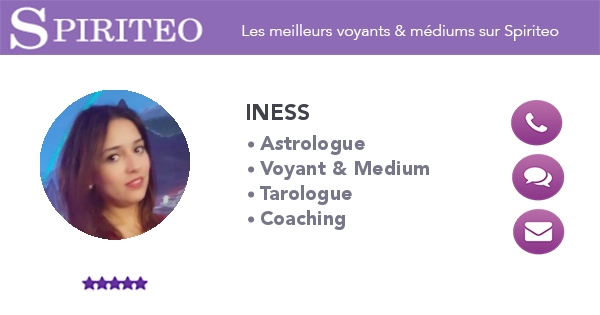 SPIRITEO
Les meilleurs voyants & médiums sur Spiriteo
INESS
• Astrologue
• Voyant & Medium
• Tarologue
• Coaching